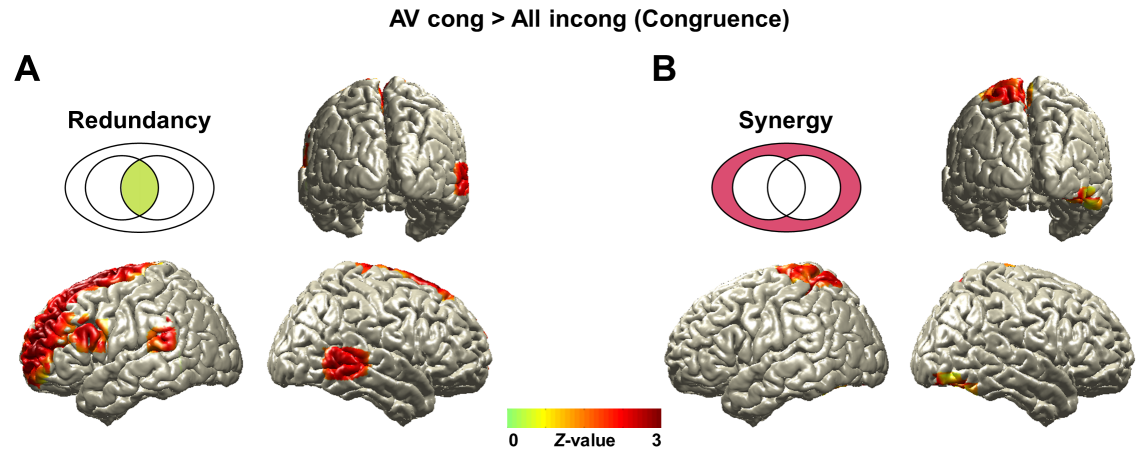 AV cong > All incong (Congruence)
A
B
Redundancy
Synergy
0 Z-value 3